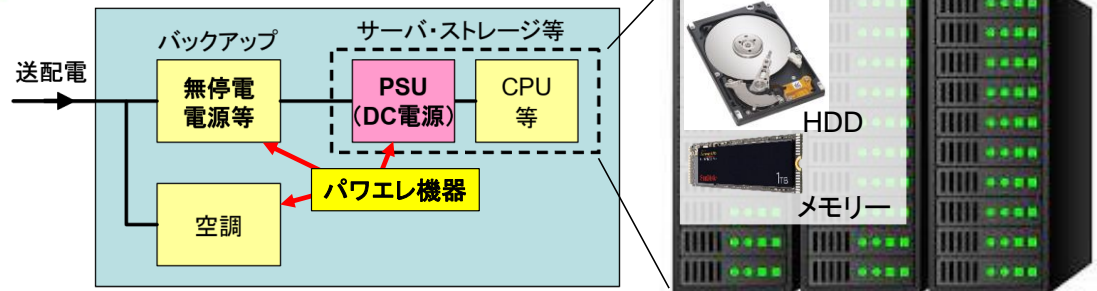 送配電
バックアップ
無停電
電源等
サーバ・ストレージ等
PSU
(DC電源)
CPU
等
パワエレ機器
空調
HDD
1TB
メモリー